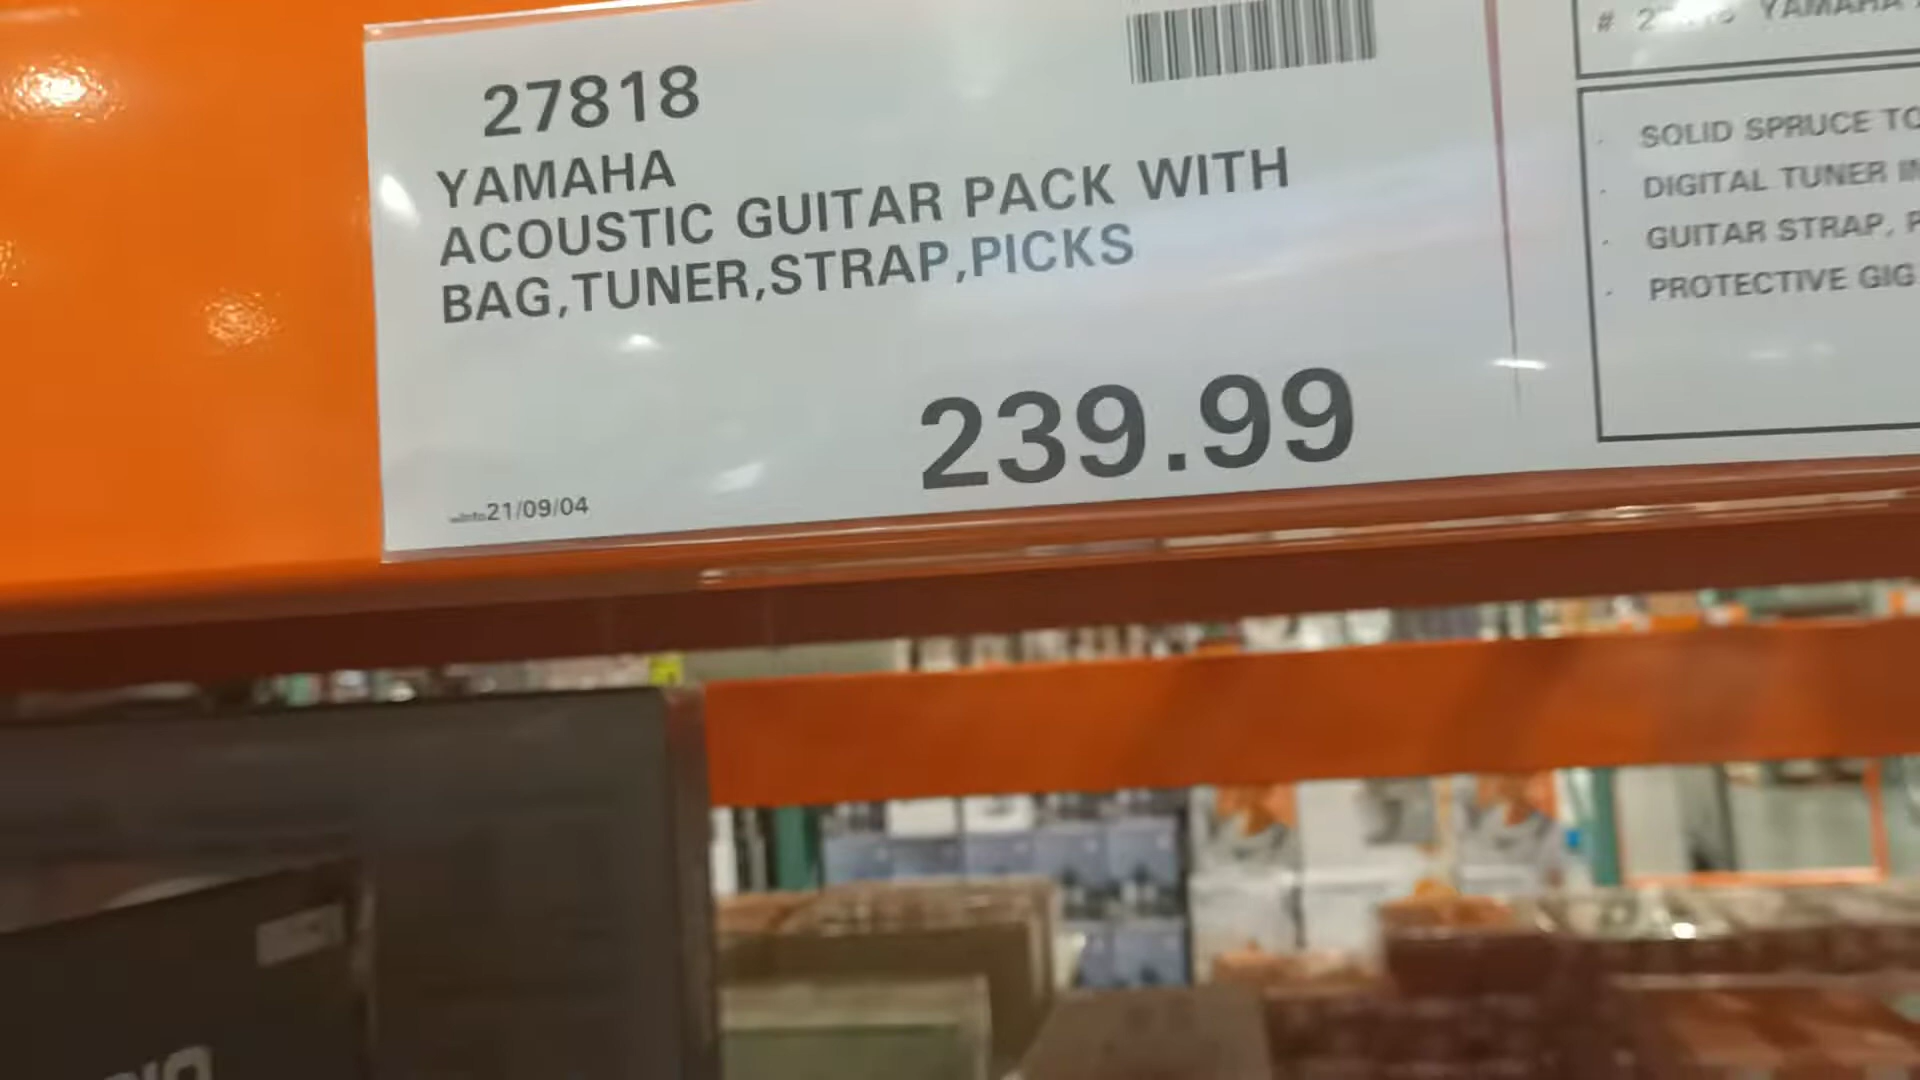 27818
YAMAHA
ACOUSTIC GUITAR PACK WITH
BAG,TUNER,STRAP,PICKS
239.99
21/09/04
# YAMAHA
· SOLID SPRUCE TO
· DIGITAL TUNER IN
· GUITAR STRAP, P
· PROTECTIVE GIG